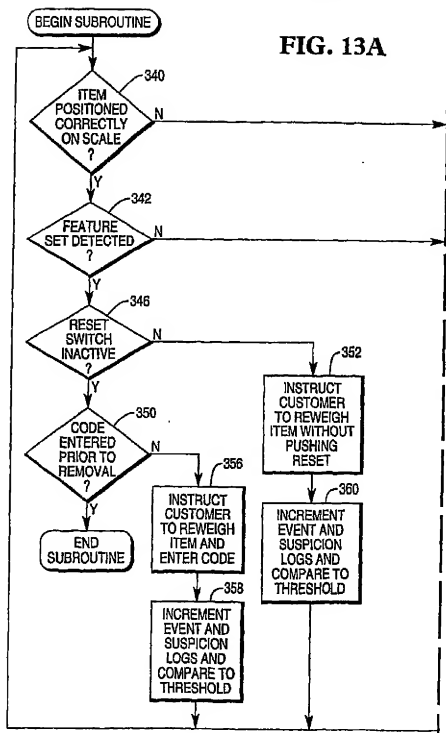 BEGIN SUBROUTINE
FIG. 13A
340
ITEM
POSITIONED
CORRECTLY
ON SCALE
?
N
Y
342
FEATURE
SET DETECTED
?
N
Y
346
RESET
SWITCH
INACTIVE
?
N
Y
352
INSTRUCT
CUSTOMER
TO REWEIGH
ITEM WITHOUT
PUSHING
RESET
350
CODE
ENTERED
PRIOR TO
REMOVAL
?
N
Y
356
INSTRUCT
CUSTOMER
TO REWEIGH
ITEM AND
ENTER CODE
360
INCREMENT
EVENT AND
SUSPICION
LOGS AND
COMPARE TO
THRESHOLD
END
SUBROUTINE
358
INCREMENT
EVENT AND
SUSPICION
LOGS AND
COMPARE TO
THRESHOLD